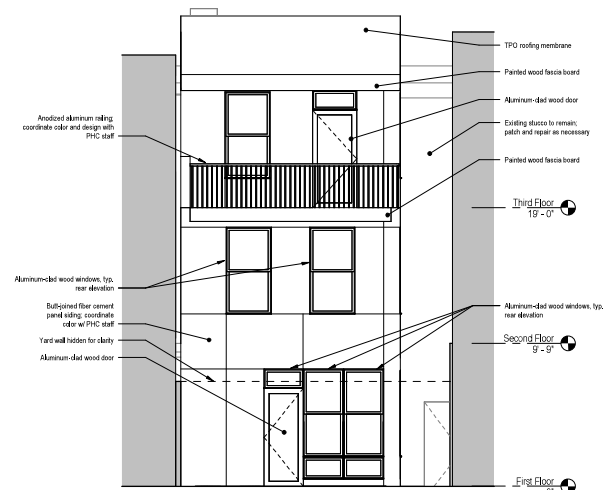 TPO roofing membrane
Painted wood fascia board
Aluminum-clad wood door
Anodized aluminum railing;
coordinate color and design with
PHC staff
Existing stucco to remain;
patch and repair as necessary
Painted wood fascia board
Third Floor
19' - 0"
Aluminum-clad wood windows, typ.
rear elevation
Butt-joined fiber cement
panel siding; coordinate
color w/ PHC staff
Aluminum-clad wood windows, typ.
rear elevation
Yard wall hidden for clarity
Second Floor
9' - 9"
Aluminum-clad wood door
First Floor